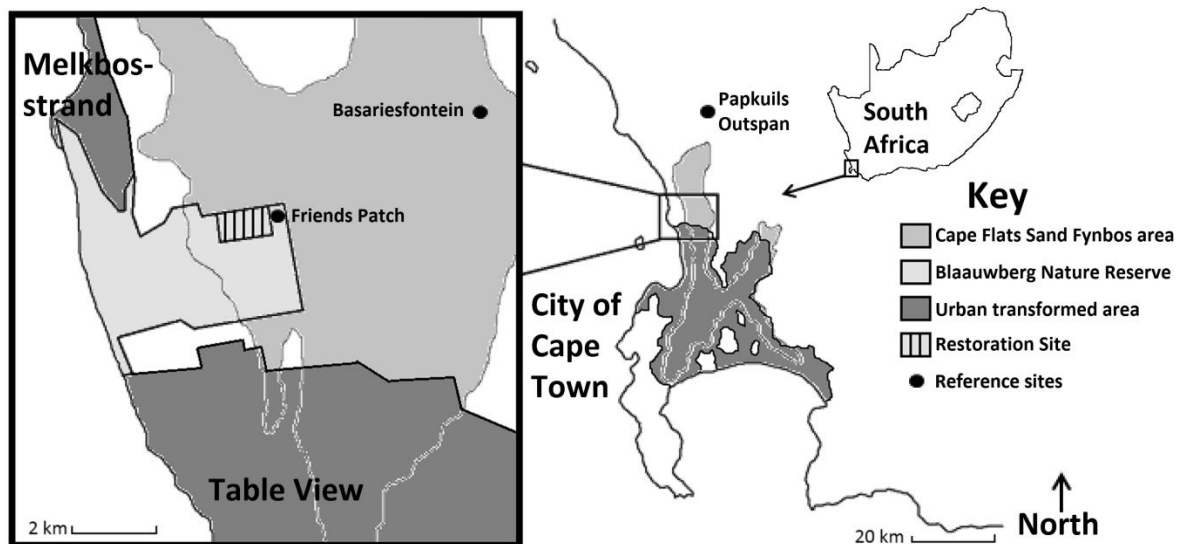 Melkbos-
strand
Basariesfontein
Friends Patch
Table View
2 km
Papkuils
Outspan
South
Africa
City of
Cape
Town
Key
Cape Flats Sand Fynbos area
Blaauwberg Nature Reserve
Urban transformed area
Restoration Site
Reference sites
20 km
North